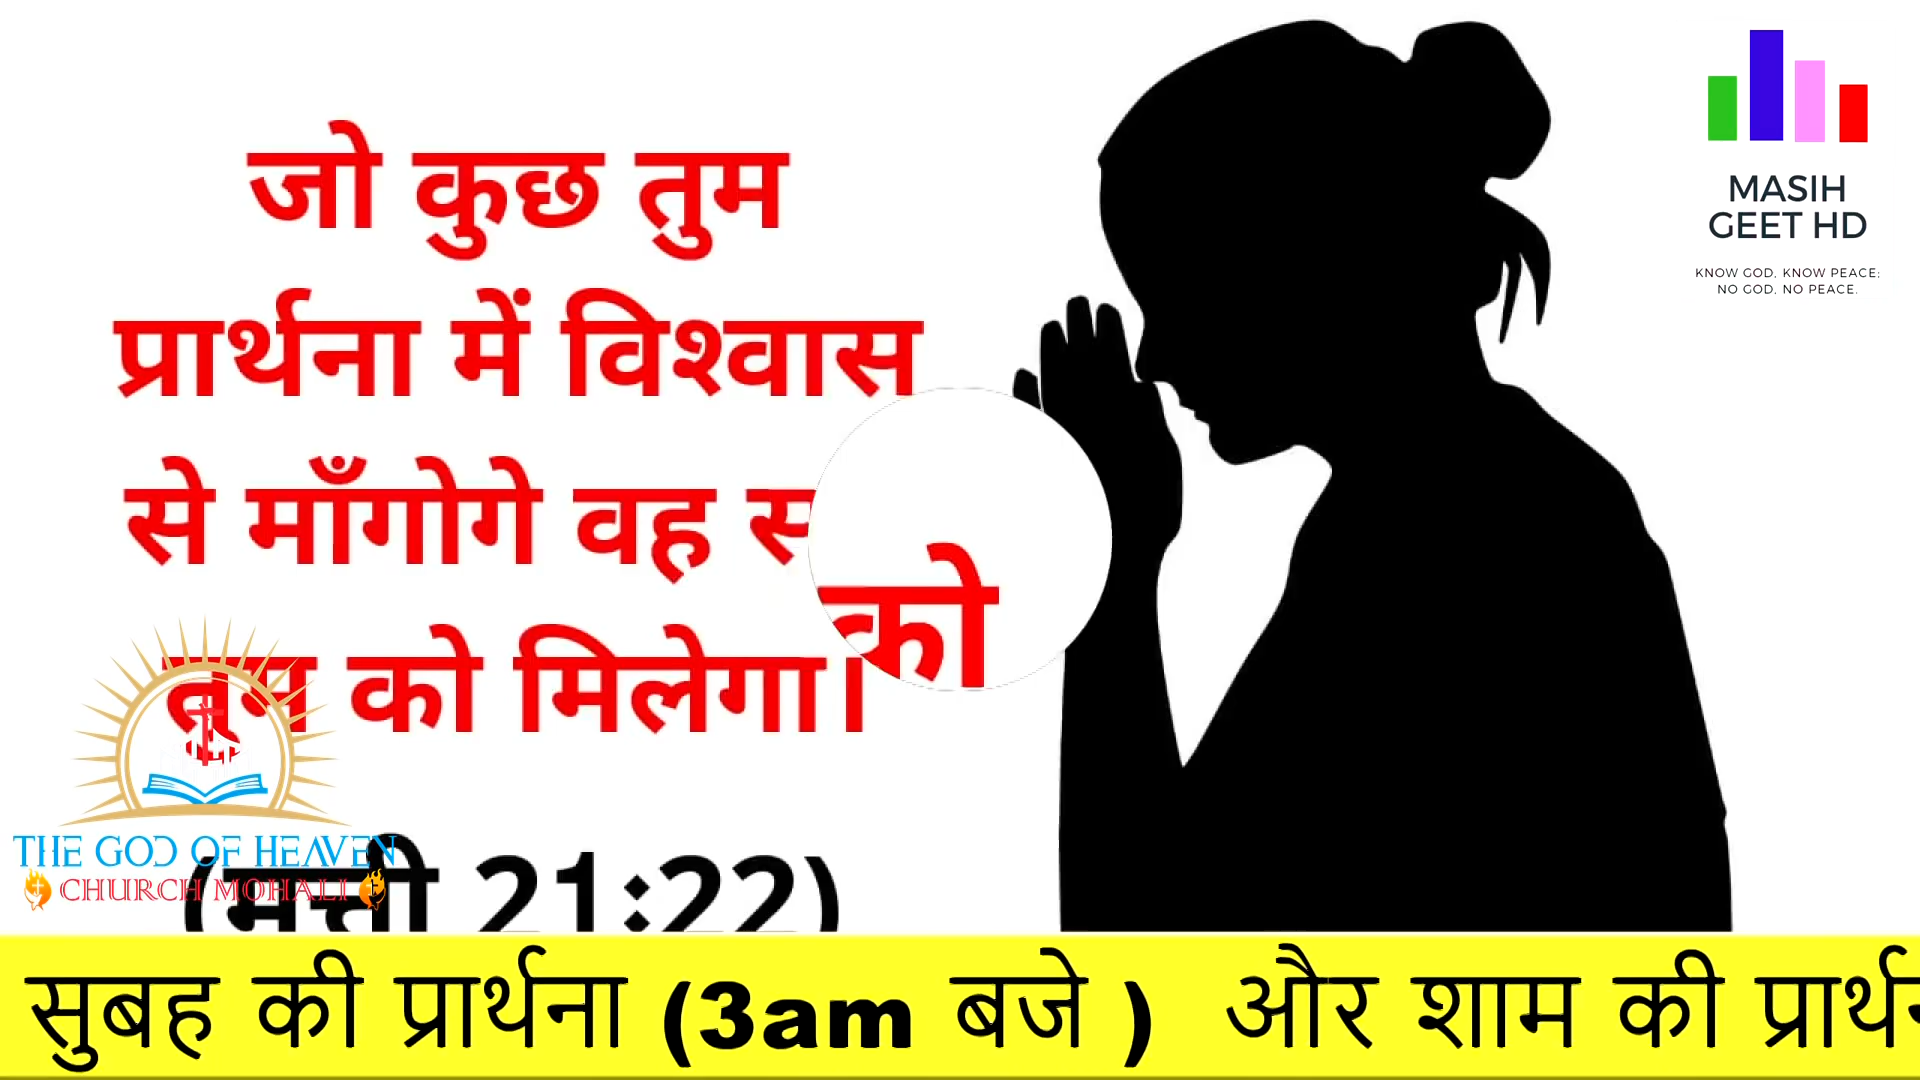 जो कुछ तुम
प्रार्थना में विश्वास
से माँगोगे वह
को
तुम को मिलेगा।
(मत्ती 21:22)
MASIH
GEET HD
KNOW GOD, KNOW PEACE;
NO GOD, NO PEACE.
THE GOD OF HEAVEN
CHURCH MOHALI
सुबह की प्रार्थना (3am बजे ) और शाम की